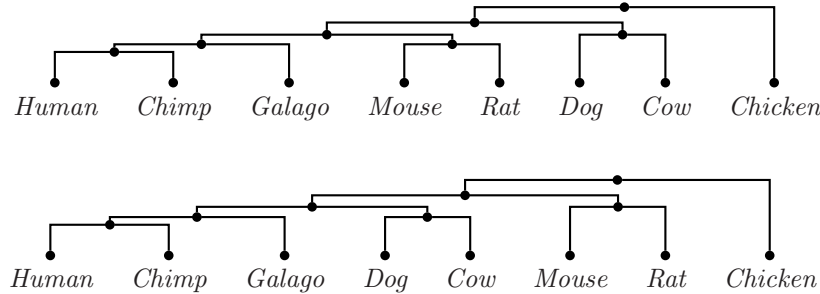 Human Chimp Galago Mouse Rat Dog Cow Chicken
Human Chimp Galago Dog Cow Mouse Rat Chicken